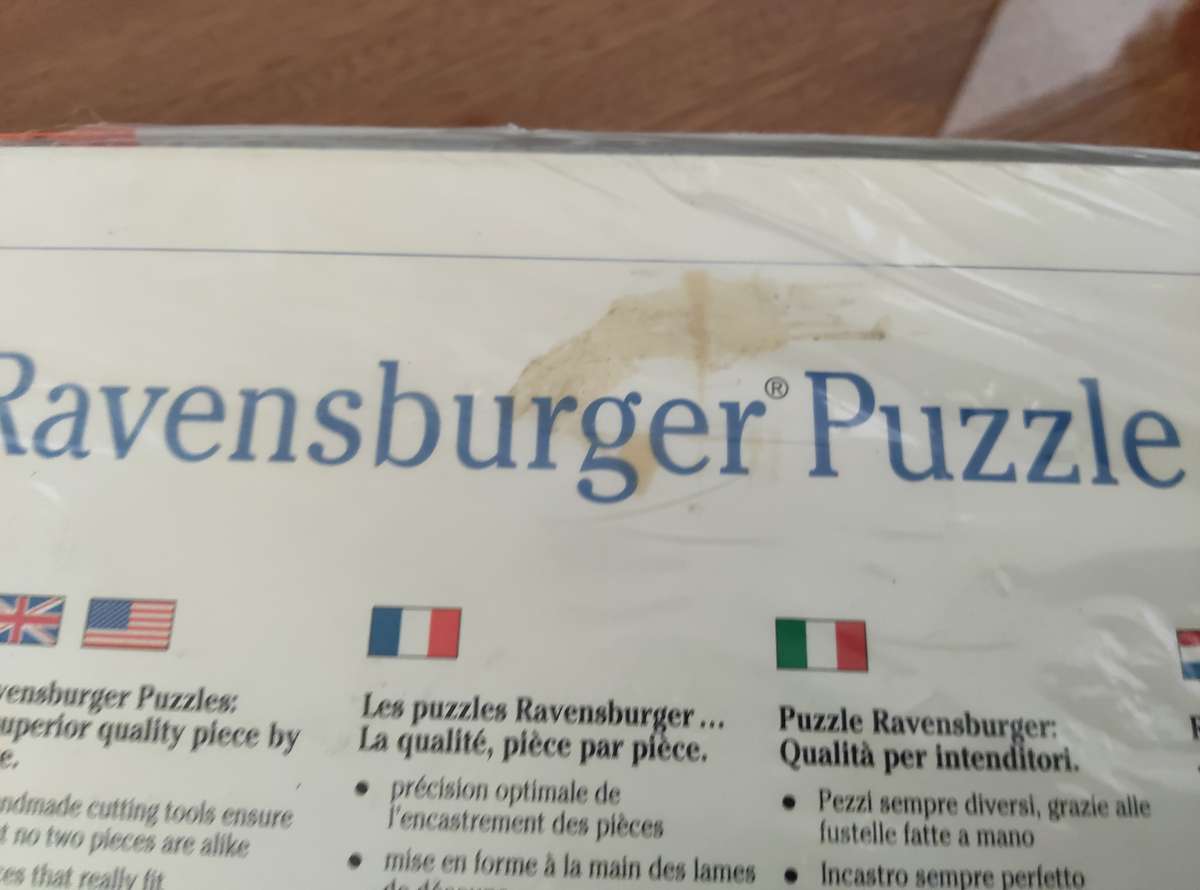 Ravensburger® Puzzle
vensburger Puzzles:
uperior quality piece by
e.
ndmade cutting tools ensure
t no two pieces are alike
es that really fit
Les puzzles Ravensburger...
La qualité, pièce par pièce.
• précision optimale de
l'encastrement des pièces
• mise en forme à la main des lames
Puzzle Ravensburger:
Qualità per intenditori.
• Pezzi sempre diversi, grazie alle
fustelle fatte a mano
• Incastro sempre perfetto